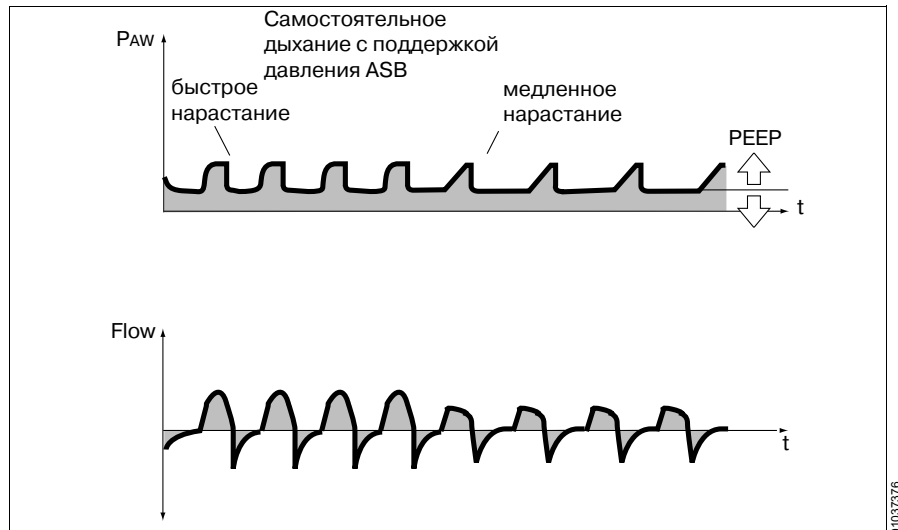 Самостоятельное
дыхание с поддержкой
давления ASB
PAW
быстрое
нарастание
медленное
нарастание
PEEP
t
Flow
t
1037376